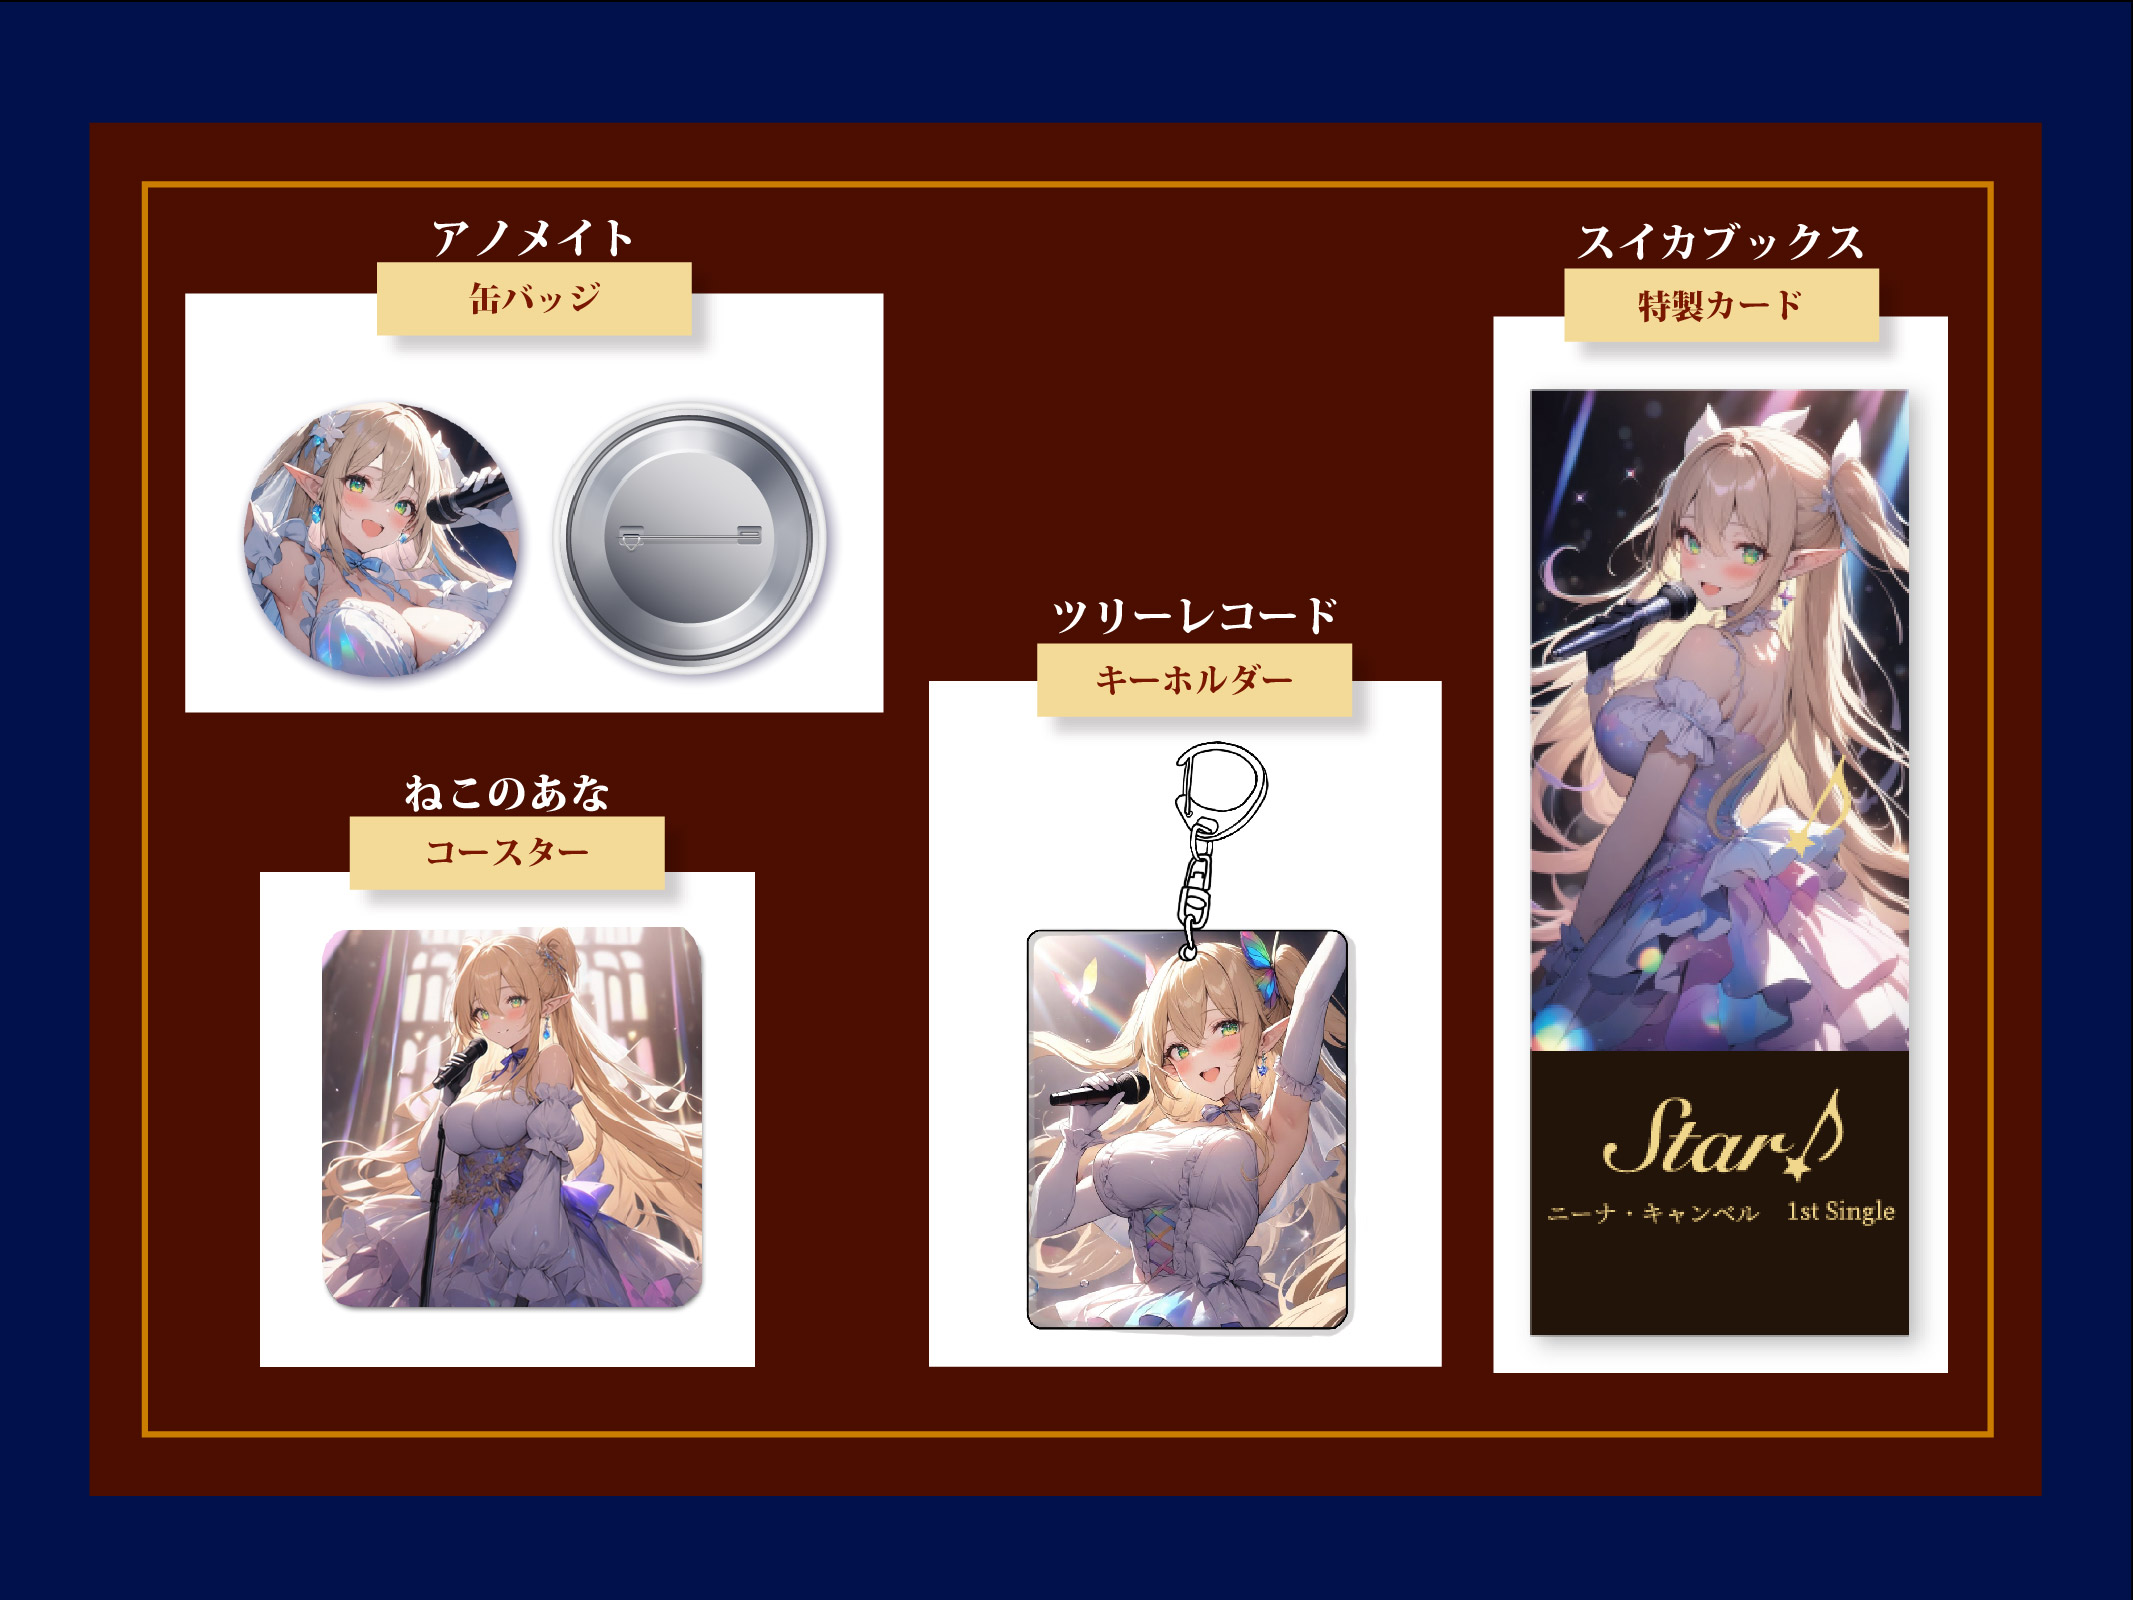 アノメイト
缶バッジ
ねこのあな
コースター
ツリーレコード
キーホルダー
スイカブックス
特製カード
Star
ニーナ・キャンベル 1st Single